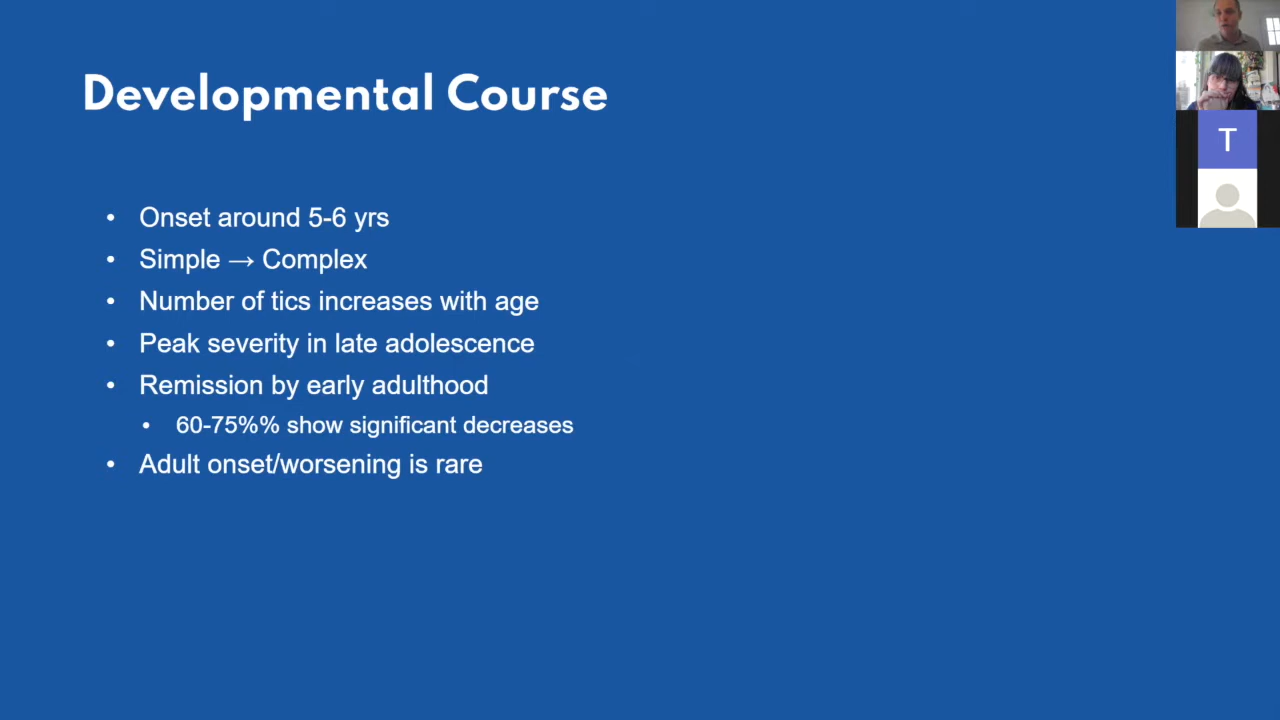 Developmental Course
• Onset around 5-6 yrs
• Simple → Complex
• Number of tics increases with age
• Peak severity in late adolescence
• Remission by early adulthood
• 60-75%% show significant decreases
• Adult onset/worsening is rare
T